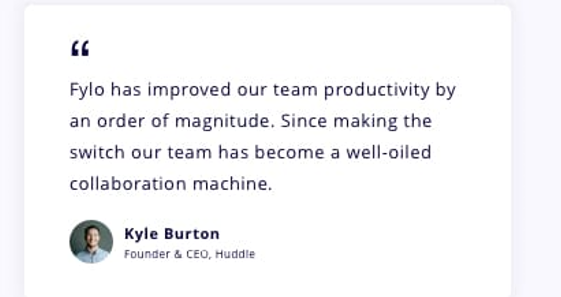 “
Fylo has improved our team productivity by
an order of magnitude. Since making the
switch our team has become a well-oiled
collaboration machine.
Kyle Burton
Founder & CEO, Huddle